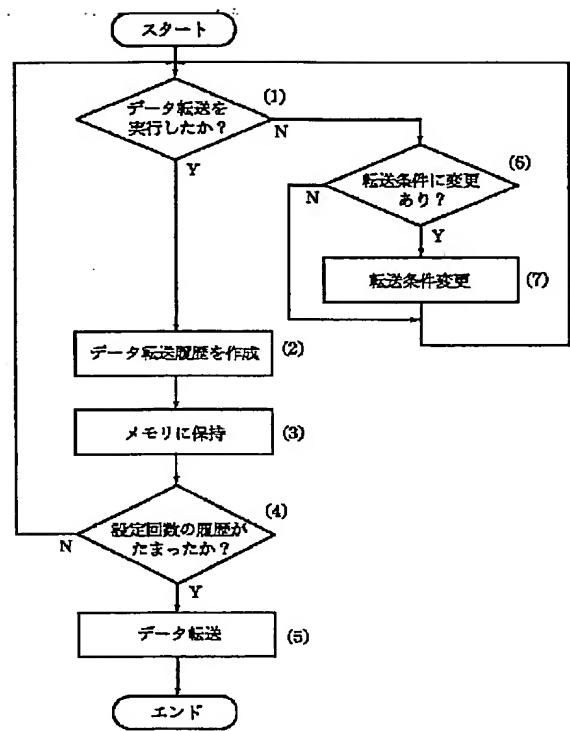 スタート
データ転送を
実行したか?
(1)
N
Y
転送条件に変更
あり?
(6)
N
Y
転送条件変更
(7)
データ転送履歴を作成
(2)
メモリに保持
(3)
設定回数の履歴が
たまったか?
(4)
N
Y
データ転送
(5)
エンド